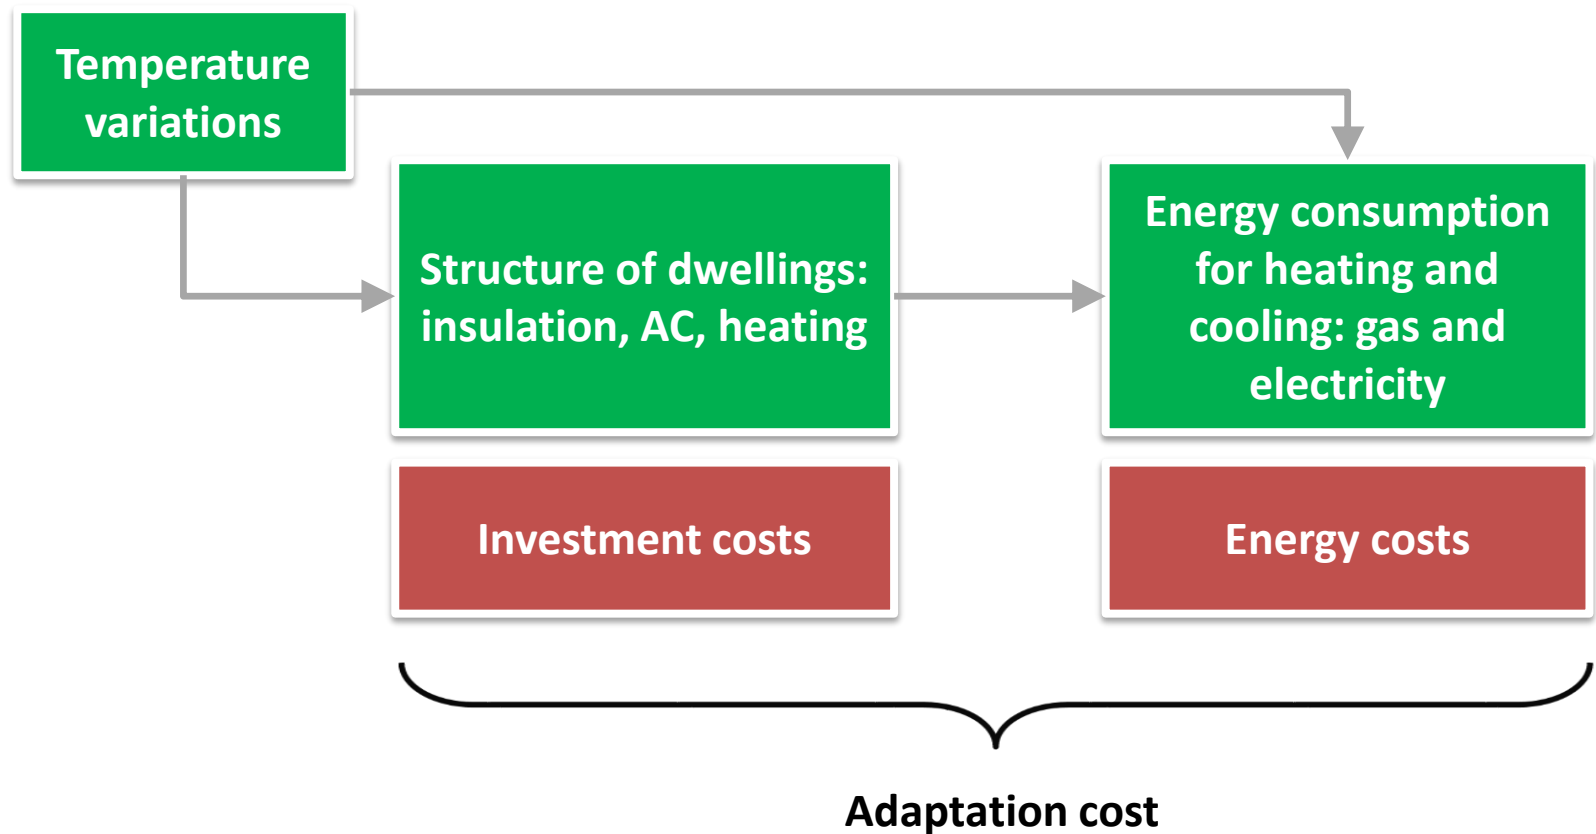 Temperature
variations
Structure of dwellings:
insulation, AC, heating
Energy consumption
for heating and
cooling: gas and
electricity
Investment costs
Energy costs
Adaptation cost